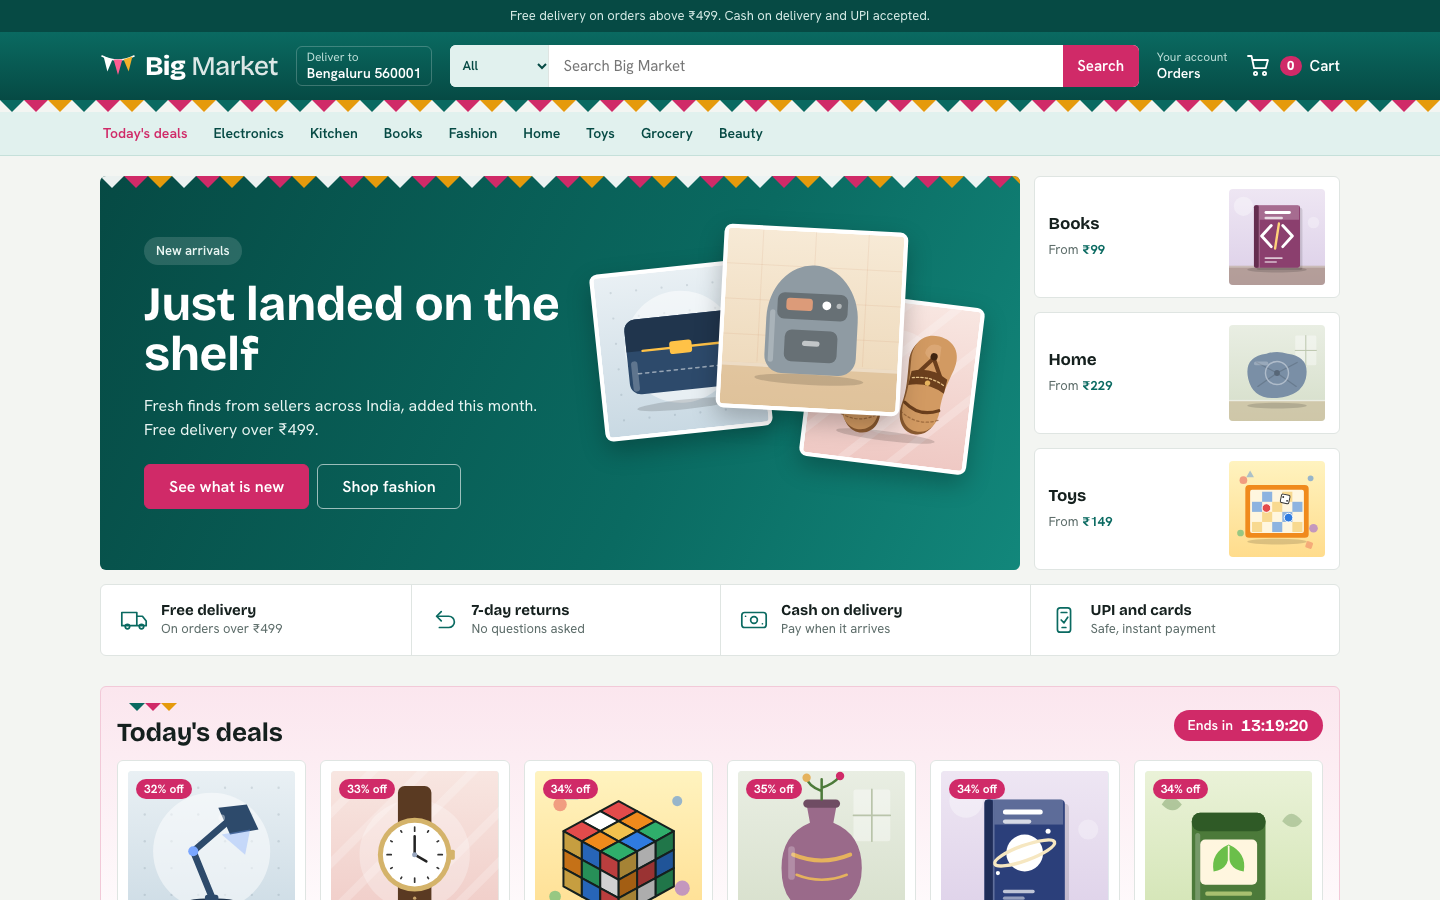 Free delivery on orders above ₹499. Cash on delivery and UPI accepted.
Big Market
Deliver to
Bengaluru 560001
All
Search Big Market
Search
Your account
Orders
0
Cart
Today's deals
Electronics
Kitchen
Books
Fashion
Home
Toys
Grocery
Beauty
New arrivals
Just landed on the
shelf
Fresh finds from sellers across India, added this month.
Free delivery over ₹499.
See what is new
Shop fashion
Books
From ₹99
Home
From ₹229
Toys
From ₹149
Free delivery
On orders over ₹499
7-day returns
No questions asked
Cash on delivery
Pay when it arrives
UPI and cards
Safe, instant payment
Today's deals
Ends in 13:19:20
32% off
33% off
34% off
35% off
34% off
34% off